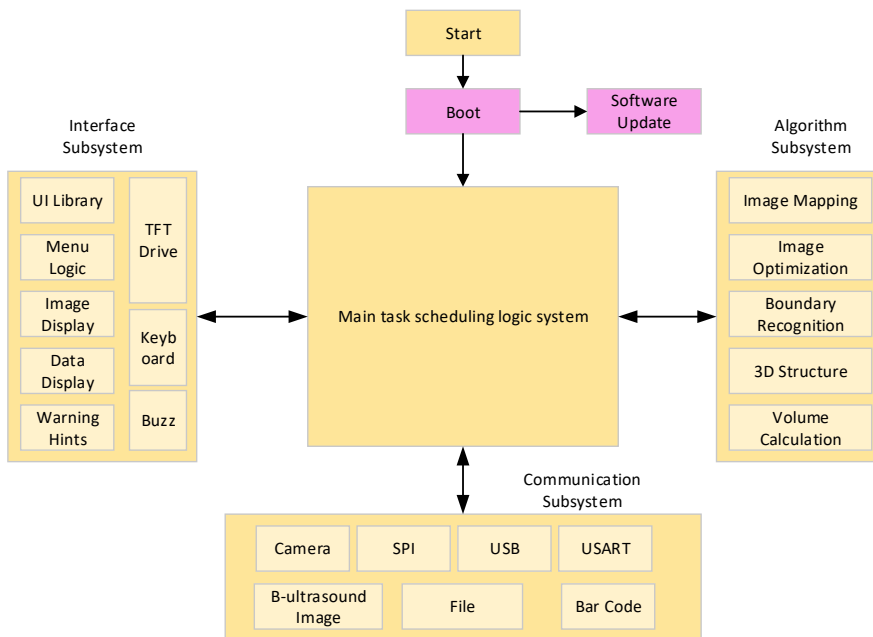 Start
Boot
Software
Update
Interface
Subsystem
UI Library
Menu
Logic
Image
Display
Data
Display
Warning
Hints
TFT
Drive
Keyb
oard
Buzz
Main task scheduling logic system
Algorithm
Subsystem
Image Mapping
Image
Optimization
Boundary
Recognition
3D Structure
Volume
Calculation
Communication
Subsystem
Camera
SPI
USB
USART
B-ultrasound
Image
File
Bar Code